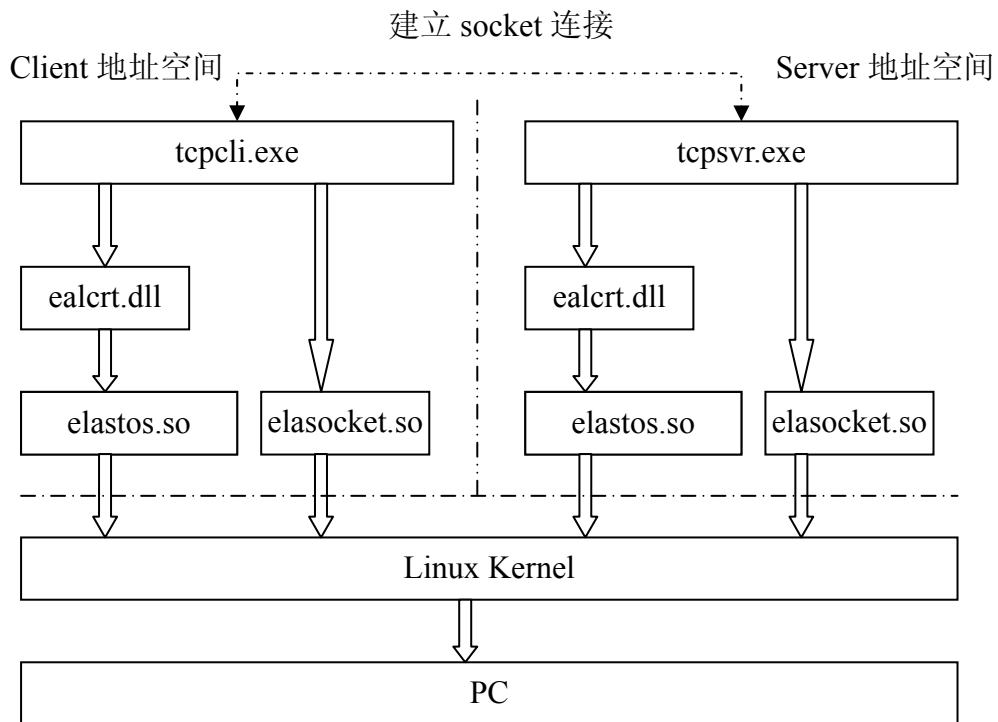 建立 socket 连接
Client 地址空间
Server 地址空间
tcpcli.exe
tcpsvr.exe
ealcrt.dll
ealcrt.dll
elastos.so
elasocket.so
elastos.so
elasocket.so
Linux Kernel
PC